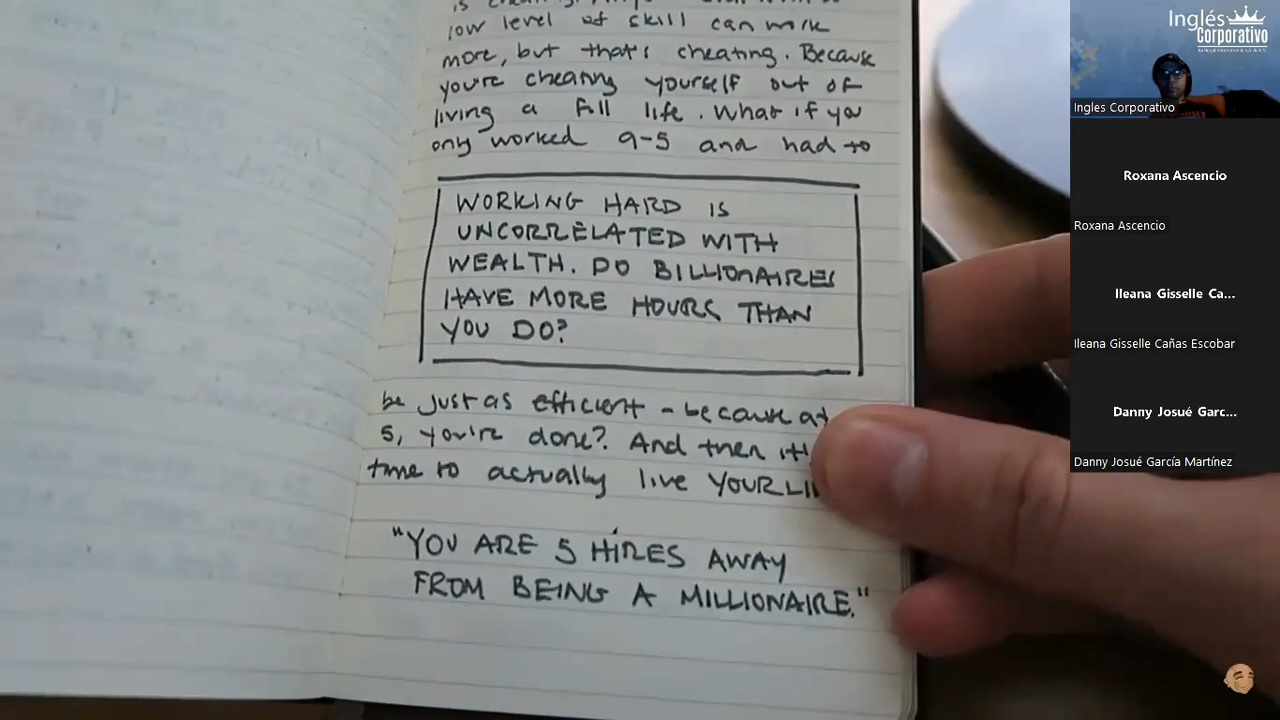 low level of skill can work
more, but that's cheating. Because
you're cheating yourself out of
living a full life. What if you
only worked 9-5 and had to
WORKING HARD IS
UNCORRELATED WITH
WEALTH. DO BILLIONAIRES
HAVE MORE HOURS THAN
YOU DO?
be just as efficient - because at
5, you're done? And then it's
time to actually live YOUR
"YOU ARE 5 HIRES AWAY
FROM BEING A MILLIONAIRE."
Inglés
Corporativo
Ingles Corporativo
Roxana Ascencio
Roxana Ascencio
Ileana Gisselle Ca...
Ileana Gisselle Cañas Escobar
Danny Josué Garc...
Danny Josué García Martínez